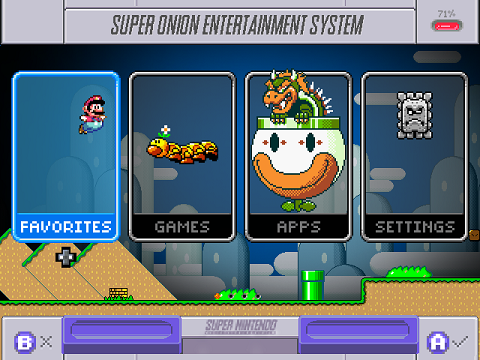 SUPER ONION ENTERTAINMENT SYSTEM
71%
FAVORITES
GAMES
APPS
SETTINGS
SUPER NINTENDO
B
A